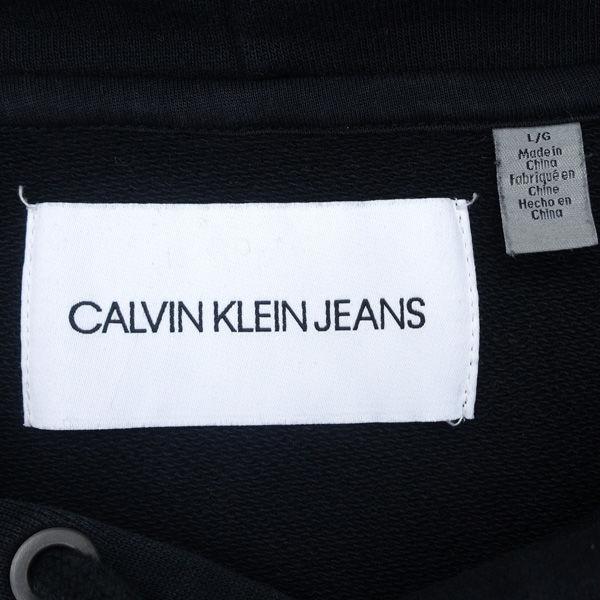 L/G
Made in
China
Fabriqué en
Chine
Hecho en
China
CALVIN KLEIN JEANS